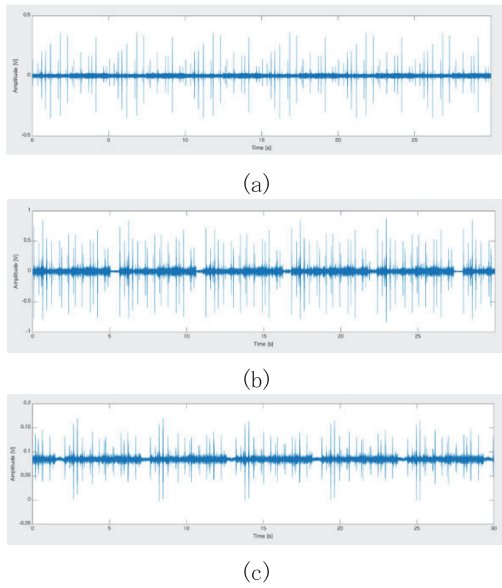 0.5
0
-0.5
Amplitude [V]
0 5 10 15 20 25
Time [s]
(a)
1
0.5
0
-0.5
-1
Amplitude [V]
0 5 10 15 20 25
Time [s]
(b)
0.2
0.15
0.1
0.05
0
-0.05
Amplitude [V]
0 5 10 15 20 25 30
Time [s]
(c)